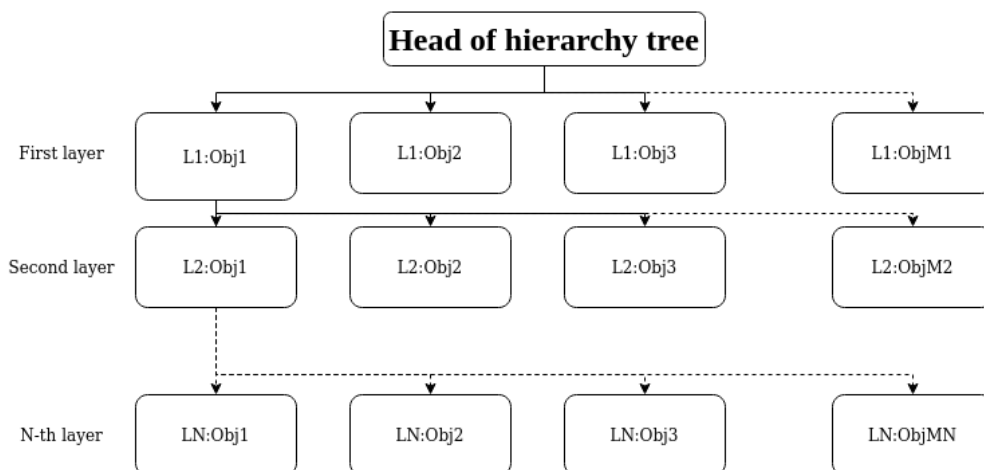 Head of hierarchy tree
First layer
L1:Obj1
L1:Obj2
L1:Obj3
L1:ObjM1
Second layer
L2:Obj1
L2:Obj2
L2:Obj3
L2:ObjM2
N-th layer
LN:Obj1
LN:Obj2
LN:Obj3
LN:ObjMN